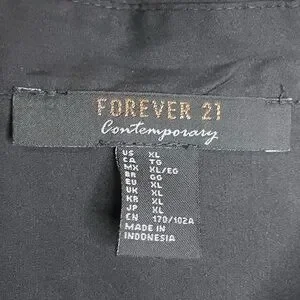 FOREVER 21
Contemporary
US XL
CA TG
MX XL/EG
BR GG
EU XL
UK XL
KR XL
JP XL
CN 170/102A
MADE IN
INDONESIA